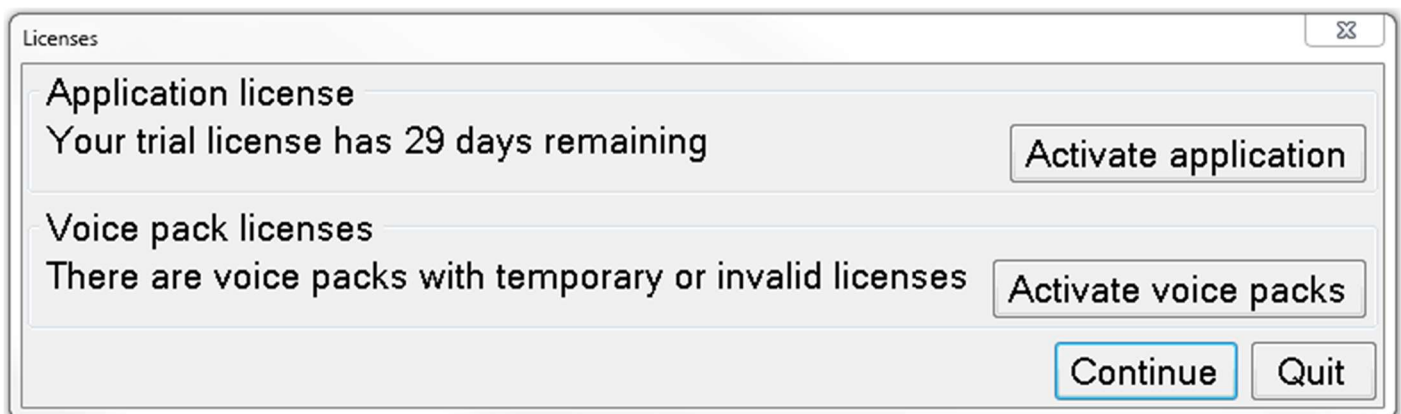 Licenses
Application license
Your trial license has 29 days remaining
Activate application
Voice pack licenses
There are voice packs with temporary or invalid licenses
Activate voice packs
Continue
Quit